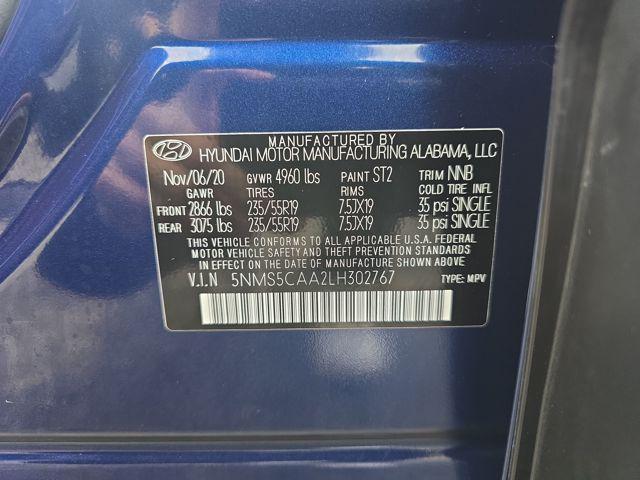 MANUFACTURED BY
HYUNDAI MOTOR MANUFACTURING ALABAMA, LLC
Nov/06/20 GVWR 4960 lbs PAINT ST2 TRIM NNB
GAWR TIRES RIMS COLD TIRE INFL
FRONT 2866 lbs 235/55R19 7.5JX19 35 psi SINGLE
REAR 3075 lbs 235/55R19 7.5JX19 35 psi SINGLE
THIS VEHICLE CONFORMS TO ALL APPLICABLE U.S.A. FEDERAL
MOTOR VEHICLE SAFETY AND THEFT PREVENTION STANDARDS
IN EFFECT ON THE DATE OF MANUFACTURE SHOWN ABOVE.
V.I.N 5NMS5CAA2LH302767 TYPE: MPV